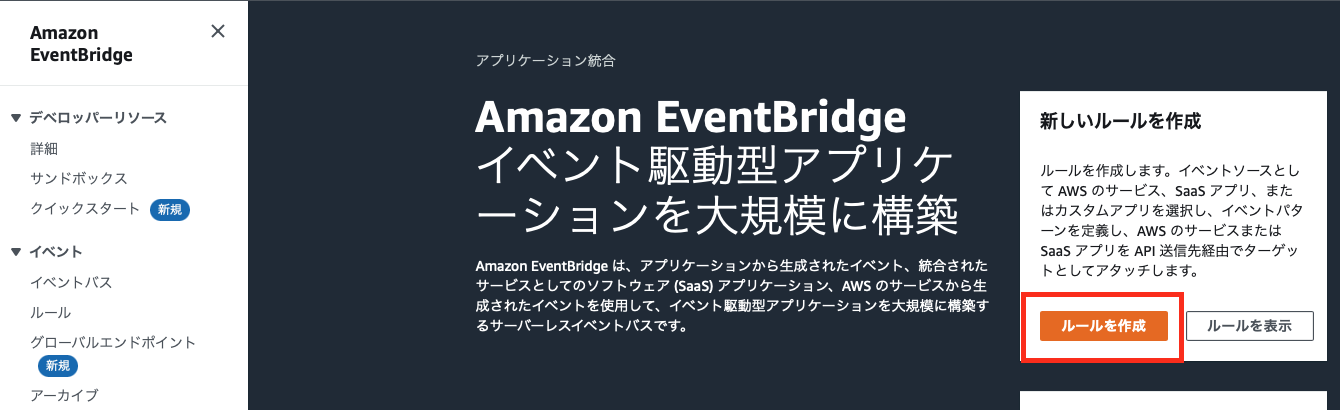 Amazon
EventBridge
デベロッパーリソース
詳細
サンドボックス
クイックスタート 新規
イベント
イベントバス
ルール
グローバルエンドポイント
新規
アーカイブ
アプリケーション統合
Amazon EventBridge
イベント駆動型アプリケ
ーションを大規模に構築
Amazon EventBridge は、アプリケーションから生成されたイベント、統合された
サービスとしてのソフトウェア (SaaS) アプリケーション、AWS のサービスから生
成されたイベントを使用して、イベント駆動型アプリケーションを大規模に構築す
るサーバーレスイベントバスです。
新しいルールを作成
ルールを作成します。イベントソースとし
て AWS のサービス、SaaS アプリ、また
はカスタムアプリを選択し、イベントパタ
ーンを定義し、AWS のサービスまたは
SaaS アプリを API 送信先経由でターゲッ
トとしてアタッチします。
ルールを作成
ルールを表示